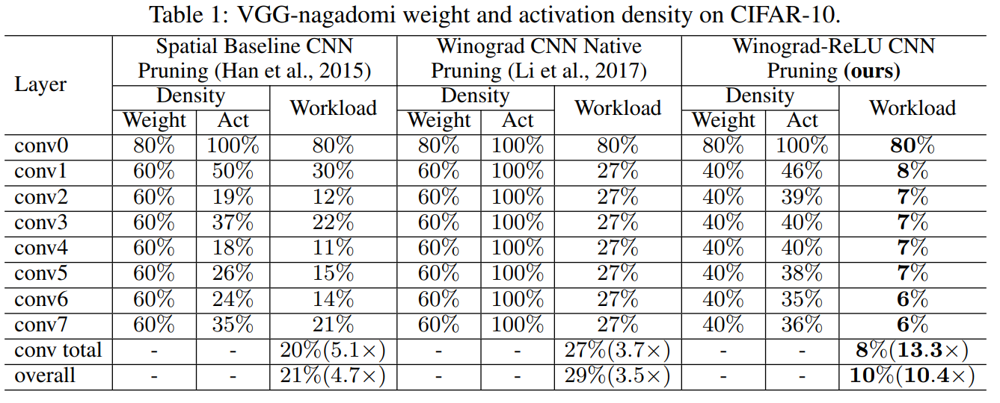 Table 1: VGG-nagadomi weight and activation density on CIFAR-10.
Layer Spatial Baseline CNN Pruning (Han et al., 2015) Winograd CNN Native Pruning (Li et al., 2017) Winograd-ReLU CNN Pruning (ours)
Density Workload Density Workload Density Workload
Weight Act Weight Act Weight Act
conv0 80% 100% 80% 80% 100% 80% 80% 100% 80%
conv1 60% 50% 30% 60% 100% 27% 40% 46% 8%
conv2 60% 19% 12% 60% 100% 27% 40% 39% 7%
conv3 60% 37% 22% 60% 100% 27% 40% 40% 7%
conv4 60% 18% 11% 60% 100% 27% 40% 40% 7%
conv5 60% 26% 15% 60% 100% 27% 40% 38% 7%
conv6 60% 24% 14% 60% 100% 27% 40% 35% 6%
conv7 60% 35% 21% 60% 100% 27% 40% 36% 6%
conv total - - 20%(5.1×) - - 27%(3.7×) - - 8%(13.3×)
overall - - 21%(4.7×) - - 29%(3.5×) - - 10%(10.4×)